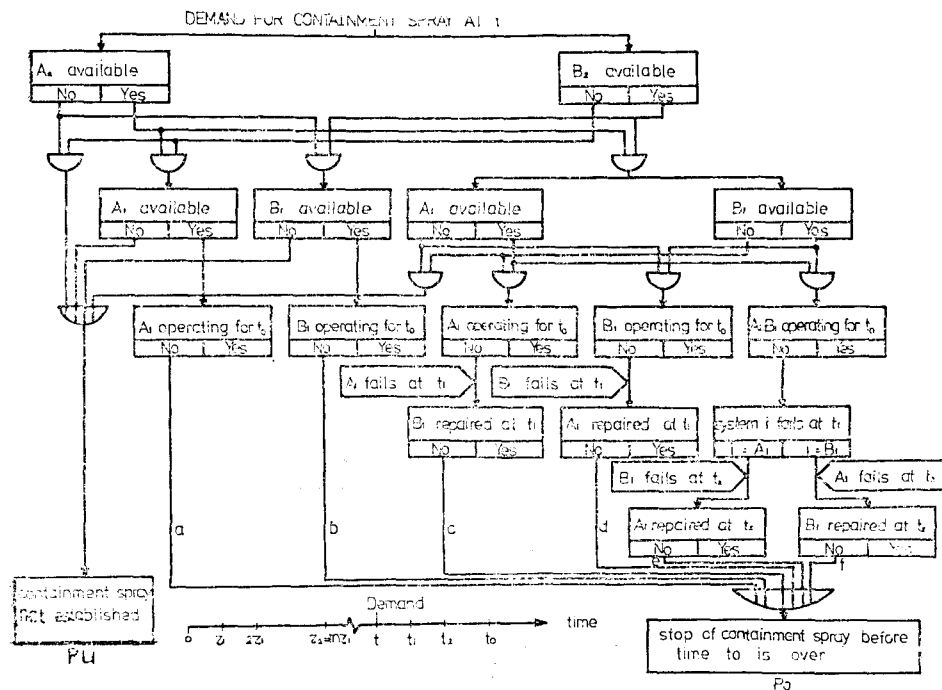 DEMAND FOR CONTAINMENT SPRAY AT t
A₂ available
No Yes
B₂ available
No Yes
A₁ available
No Yes
B₁ available
No Yes
A₁ available
No Yes
B₁ available
No Yes
A₁ operating for t₀
No Yes
B₁ operating for t₀
No Yes
A₁ operating for t₀
No Yes
B₁ operating for t₀
No Yes
A₁B₁ operating for t₀
No Yes
A₁ fails at t₁
B₁ fails at t₁
B₁ repaired at t₁
No Yes
A₁ repaired at t₁
No Yes
system i fails at t₁
i = A₁ i = B₁
B₁ fails at t₂
A₁ fails at t₂
A₁ repaired at t₂
No Yes
B₁ repaired at t₂
No Yes
a b c d e f
containment spray
not established
PU
Demand
time
0 t t₁ t₂ t₀
stop of containment spray before
time to is over